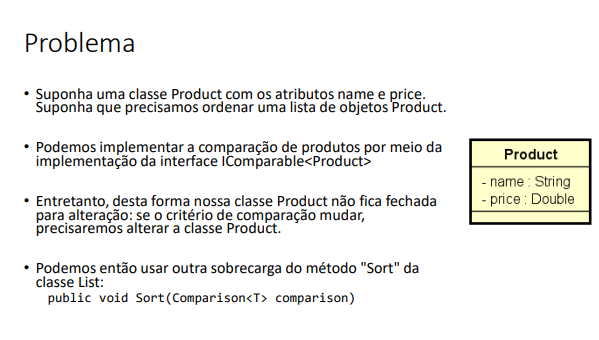 Problema
• Suponha uma classe Product com os atributos name e price.
Suponha que precisamos ordenar uma lista de objetos Product.
• Podemos implementar a comparação de produtos por meio da
implementação da interface IComparable<Product>
• Entretanto, desta forma nossa classe Product não fica fechada
para alteração: se o critério de comparação mudar,
precisaremos alterar a classe Product.
• Podemos então usar outra sobrecarga do método "Sort" da
classe List:
public void Sort(Comparison<T> comparison)
Product
- name : String
- price : Double